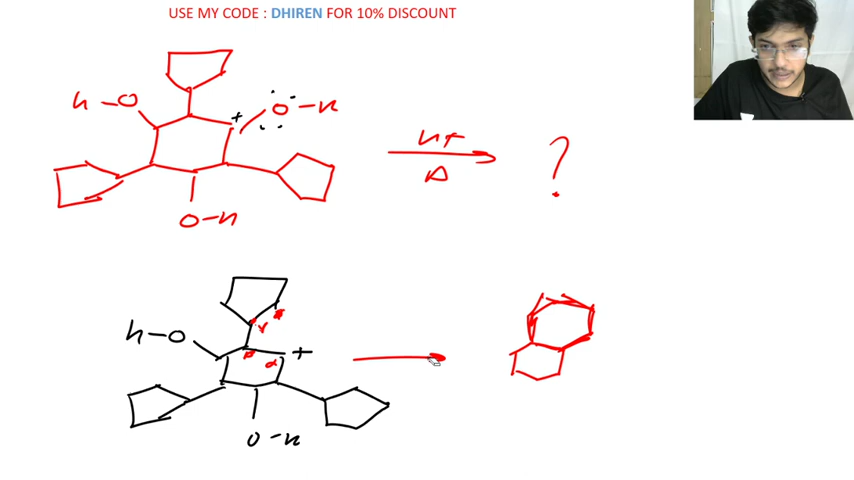 USE MY CODE : DHIREN FOR 10% DISCOUNT
h-O
+
O-H
H+
Δ
?
O-H
h-O
γ
β
α
+
O-H